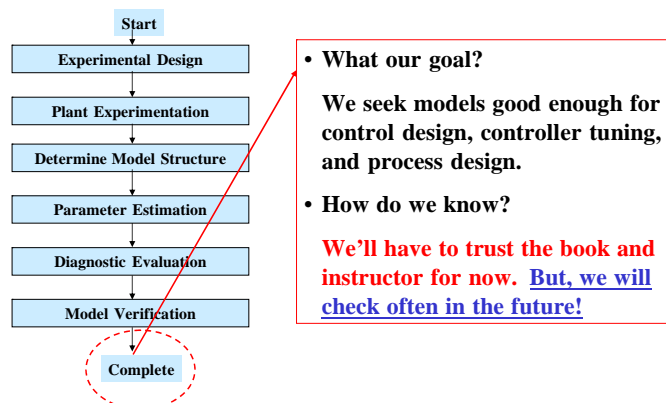 Start
Experimental Design
Plant Experimentation
Determine Model Structure
Parameter Estimation
Diagnostic Evaluation
Model Verification
Complete
• What our goal?
We seek models good enough for
control design, controller tuning,
and process design.
• How do we know?
We’ll have to trust the book and
instructor for now. But, we will
check often in the future!